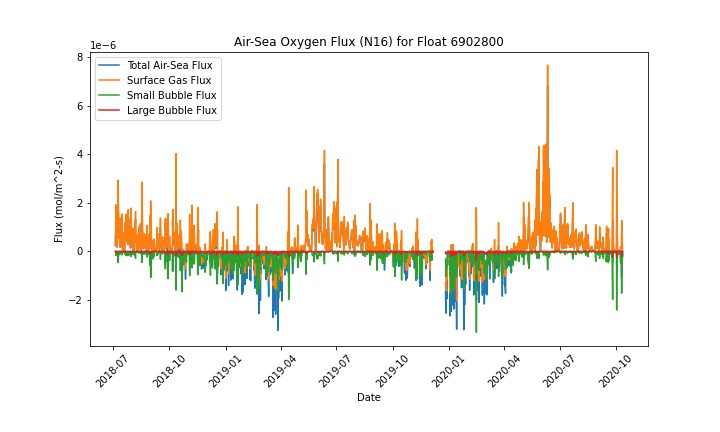 Air-Sea Oxygen Flux (N16) for Float 6902800
1e−6
Total Air-Sea Flux
Surface Gas Flux
Small Bubble Flux
Large Bubble Flux
8
6
4
2
0
−2
Flux (mol/m^2-s)
2018-07
2018-10
2019-01
2019-04
2019-07
2019-10
2020-01
2020-04
2020-07
2020-10
Date